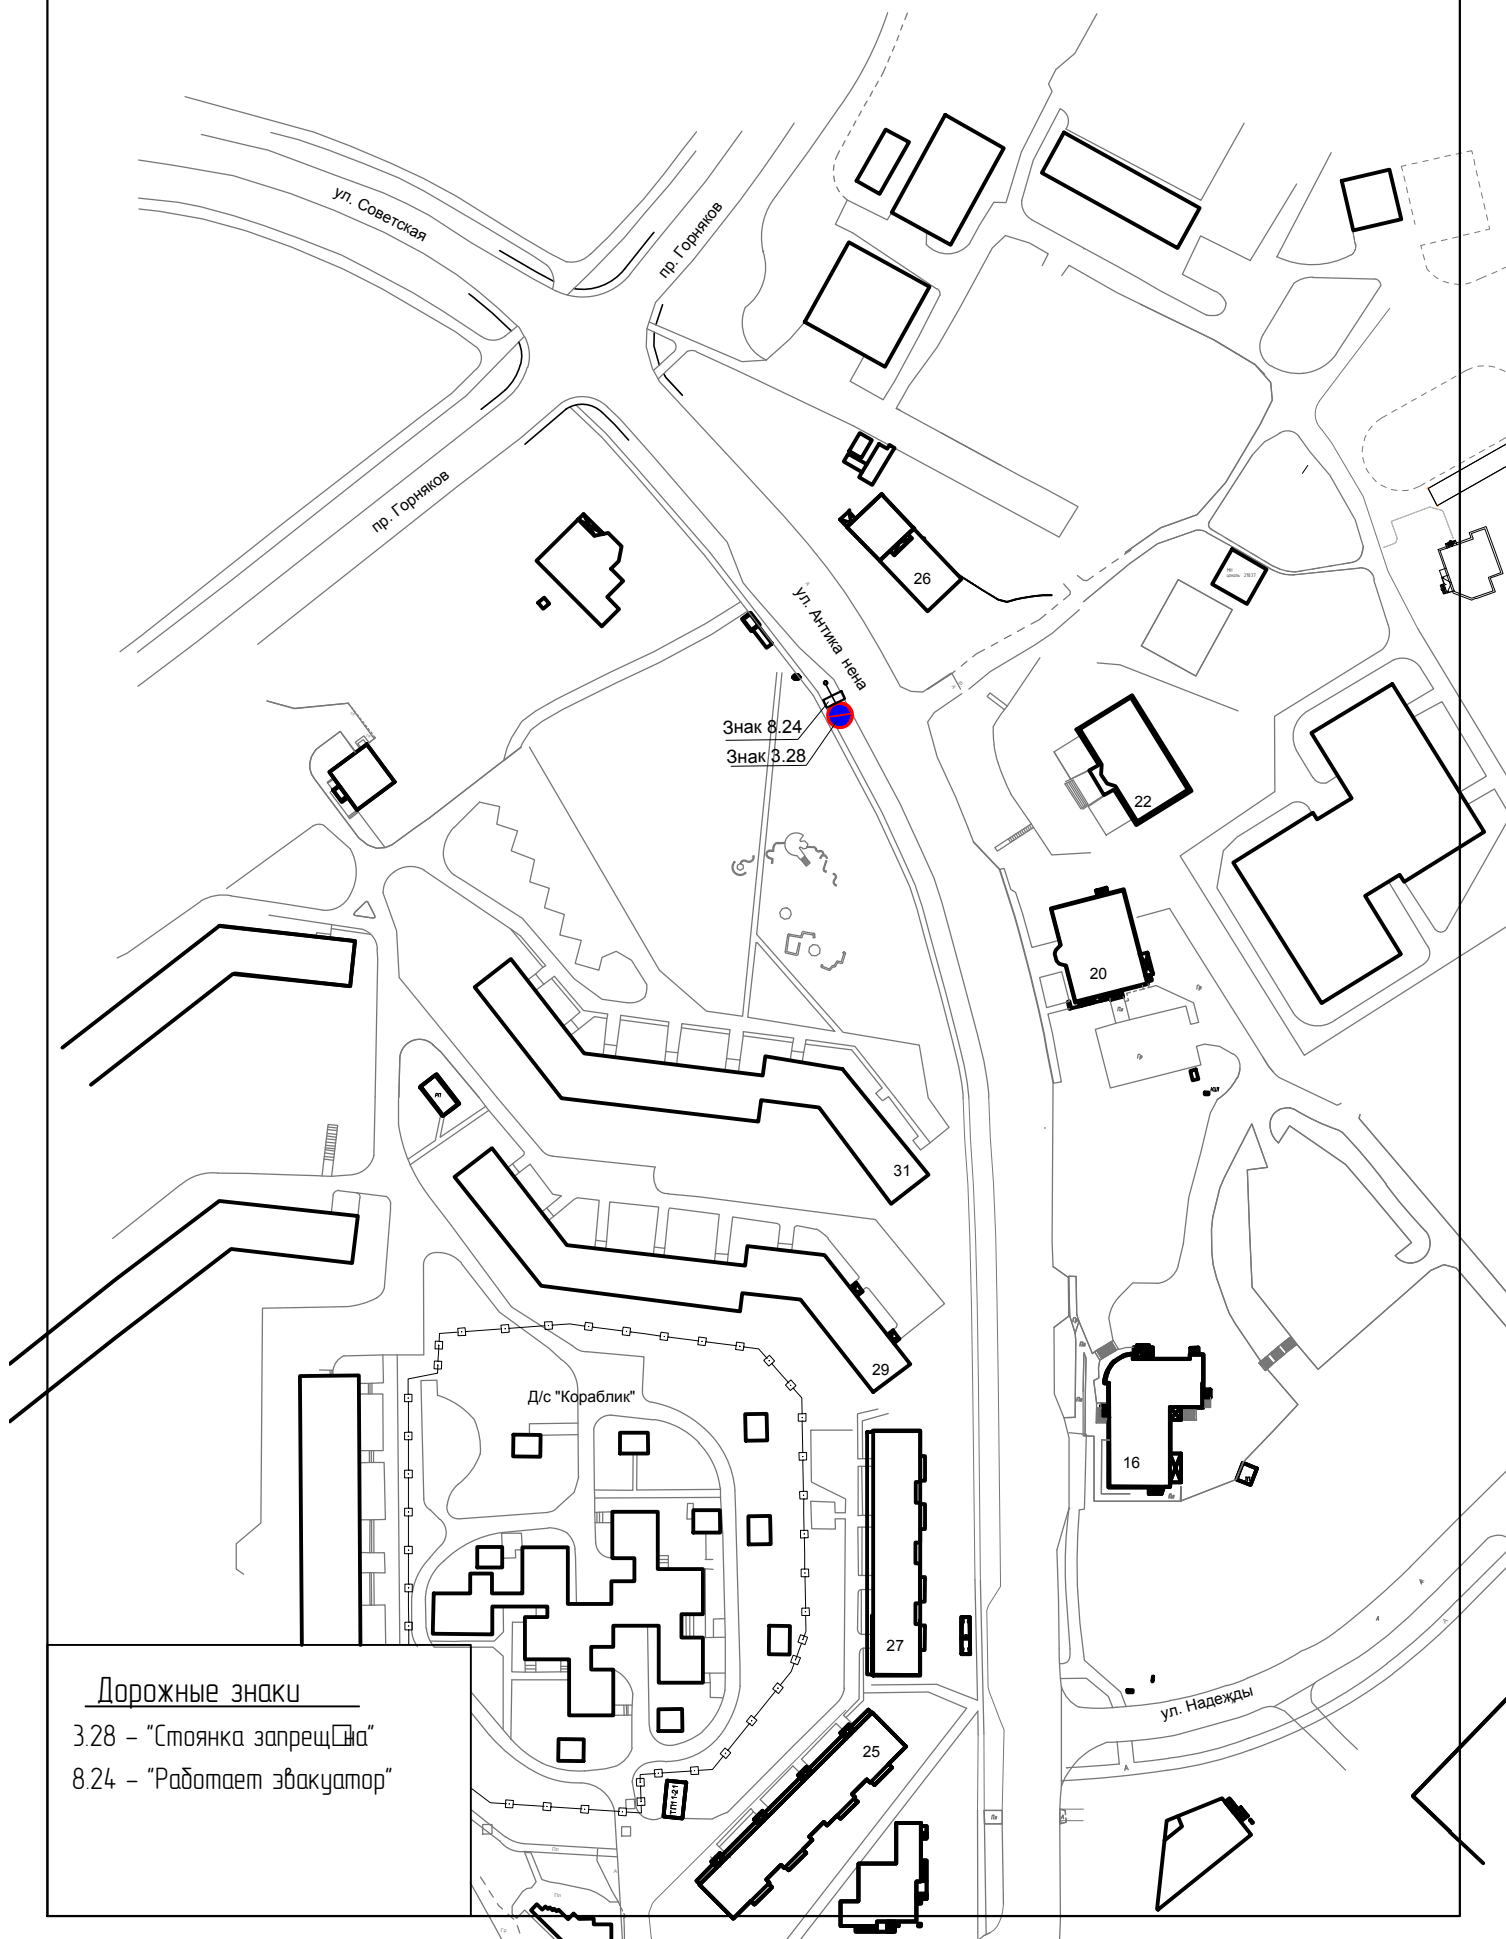 ул. Советская
пр. Горняков
пр. Горняков
26
ул. Антика нена
Знак 8.24
Знак 3.28
22
20
РП
31
29
Д/с "Кораблик"
16
27
ул. Надежды
25
Дорожные знаки
3.28 - "Стоянка запрещ□на"
8.24 - "Работает эвакуатор"